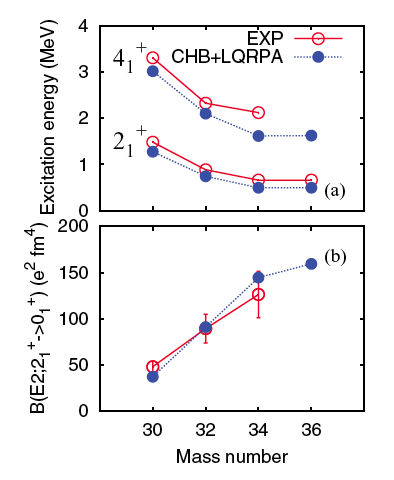 4
EXP
CHB+LQRPA
3
2
1
0
Excitation energy (MeV)
4₁⁺
2₁⁺
(a)
200
150
100
50
0
B(E2;2₁⁺->0₁⁺) (e² fm⁴)
(b)
30 32 34 36
Mass number